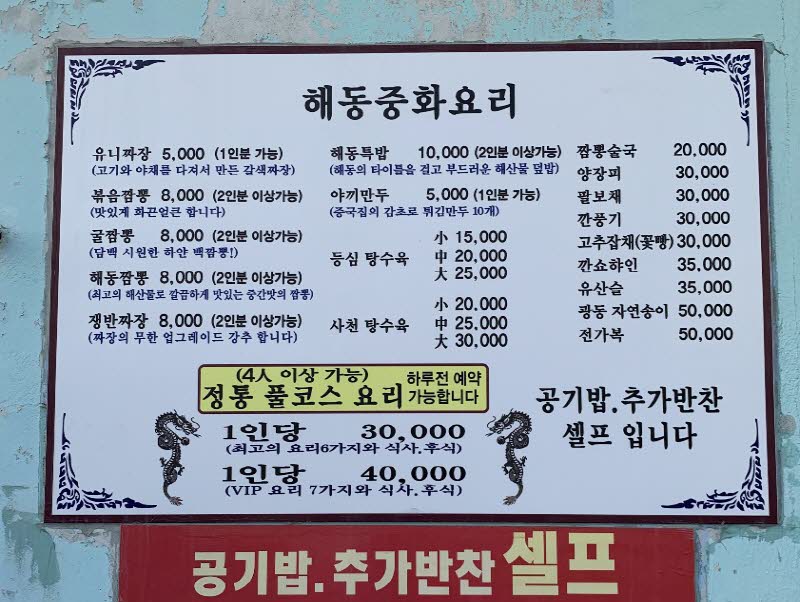 해동중화요리
유니짜장 5,000 (1인분 가능)
(고기와 야채를 다져서 만든 갈색짜장)
볶음짬뽕 8,000 (2인분 이상가능)
(맛있게 화끈얼큰 합니다)
굴짬뽕 8,000 (2인분 이상가능)
(담백 시원한 하얀 백짬뽕!)
해동짬뽕 8,000 (2인분 이상가능)
(최고의 해산물로 깔끔하게 맛있는 중간맛의 짬뽕)
쟁반짜장 8,000 (2인분 이상가능)
(짜장의 무한 업그레이드 강추 합니다)
해동특밥 10,000 (2인분 이상가능)
(해동의 타이틀을 걸고 부드러운 해산물 덮밥)
야끼만두 5,000 (1인분 가능)
(중국집의 감초로 튀김만두 10개)
등심 탕수육
小 15,000
中 20,000
大 25,000
사천 탕수육
小 20,000
中 25,000
大 30,000
짬뽕술국 20,000
양장피 30,000
팔보채 30,000
깐풍기 30,000
고추잡채(꽃빵) 30,000
깐쇼햐인 35,000
유산슬 35,000
광동 자연송이 50,000
전가복 50,000
(4人 이상 가능)
정통 풀코스 요리
하루전 예약
가능합니다
1인당 30,000
(최고의 요리6가지와 식사.후식)
1인당 40,000
(VIP 요리 7가지와 식사.후식)
공기밥.추가반찬
셀프 입니다
공기밥.추가반찬 셀프